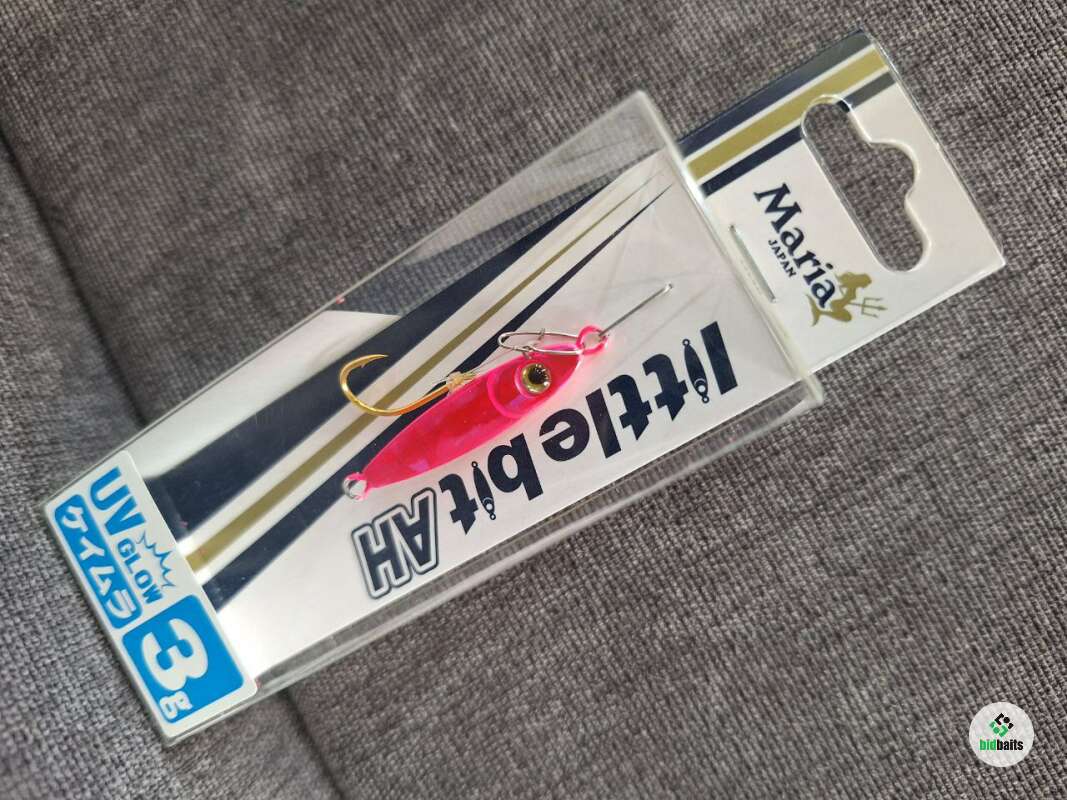 Maria
JAPAN
little bit AH
UV
GLOW
ケイムラ
3g
bidbaits